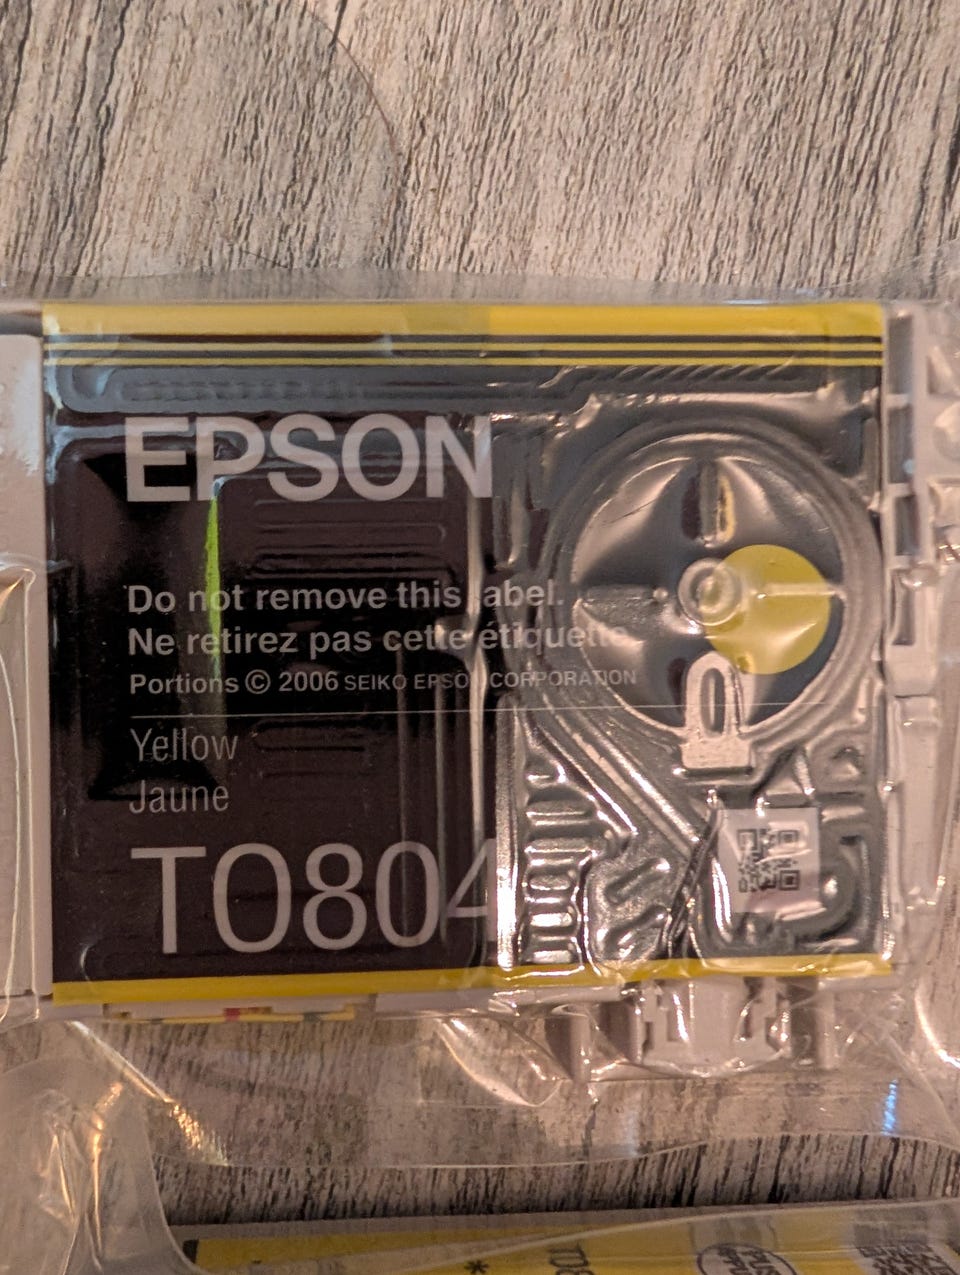 EPSON
Do not remove this label.
Ne retirez pas cette étiquette
Portions © 2006 SEIKO EPSON CORPORATION
Yellow
Jaune
T0804